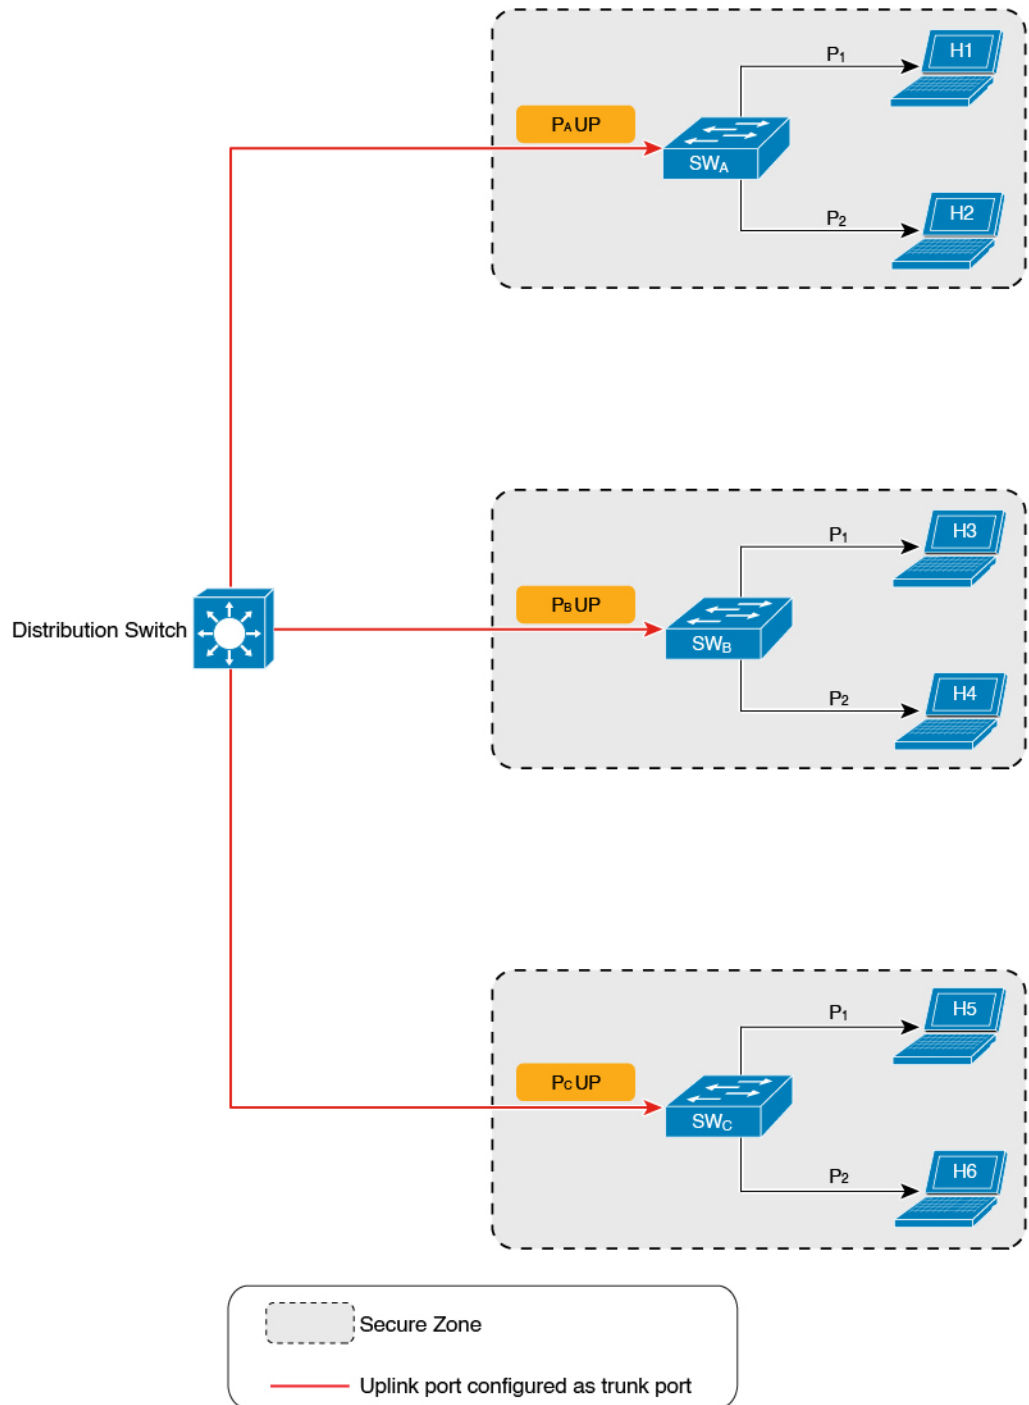 P₁
H1
PA UP
SWA
P₂
H2
P₁
H3
PB UP
Distribution Switch
SWB
P₂
H4
P₁
H5
PC UP
SWC
P₂
H6
Secure Zone
Uplink port configured as trunk port